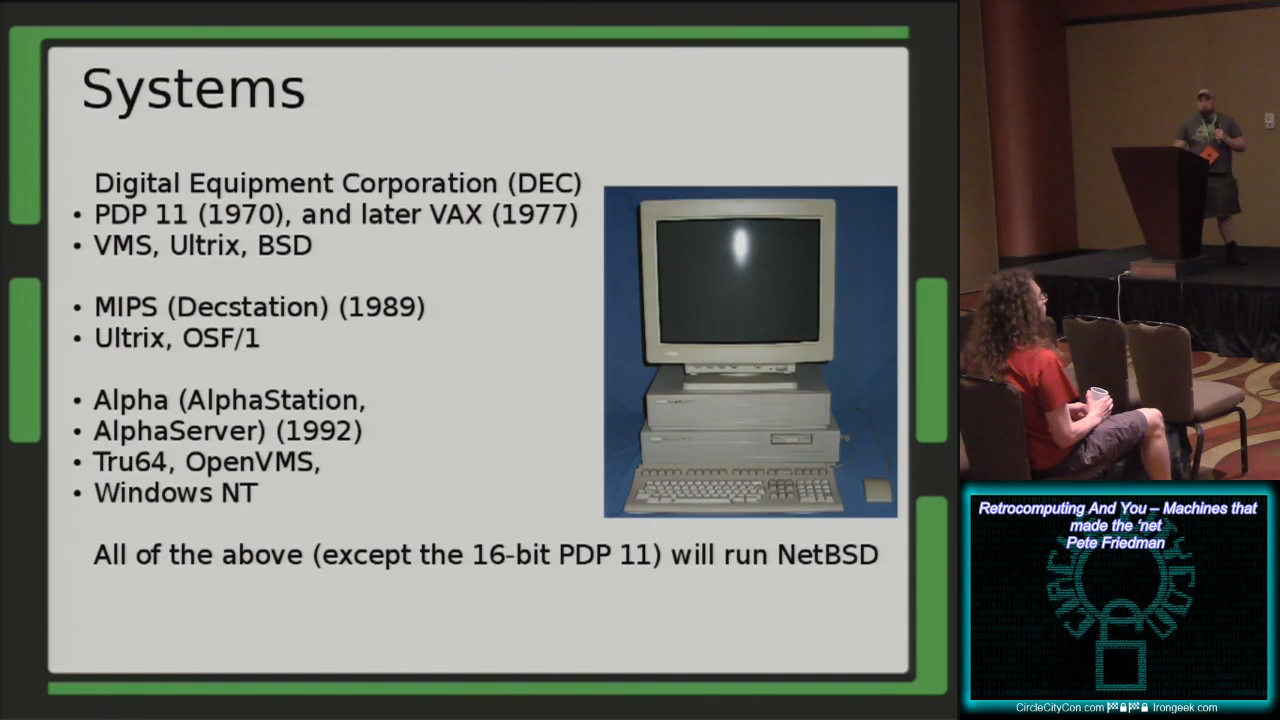 Systems
Digital Equipment Corporation (DEC)
• PDP 11 (1970), and later VAX (1977)
• VMS, Ultrix, BSD
• MIPS (Decstation) (1989)
• Ultrix, OSF/1
• Alpha (AlphaStation,
• AlphaServer) (1992)
• Tru64, OpenVMS,
• Windows NT
All of the above (except the 16-bit PDP 11) will run NetBSD
Retrocomputing And You – Machines that
made the 'net
Pete Friedman
CircleCityCon.com Irongeek.com